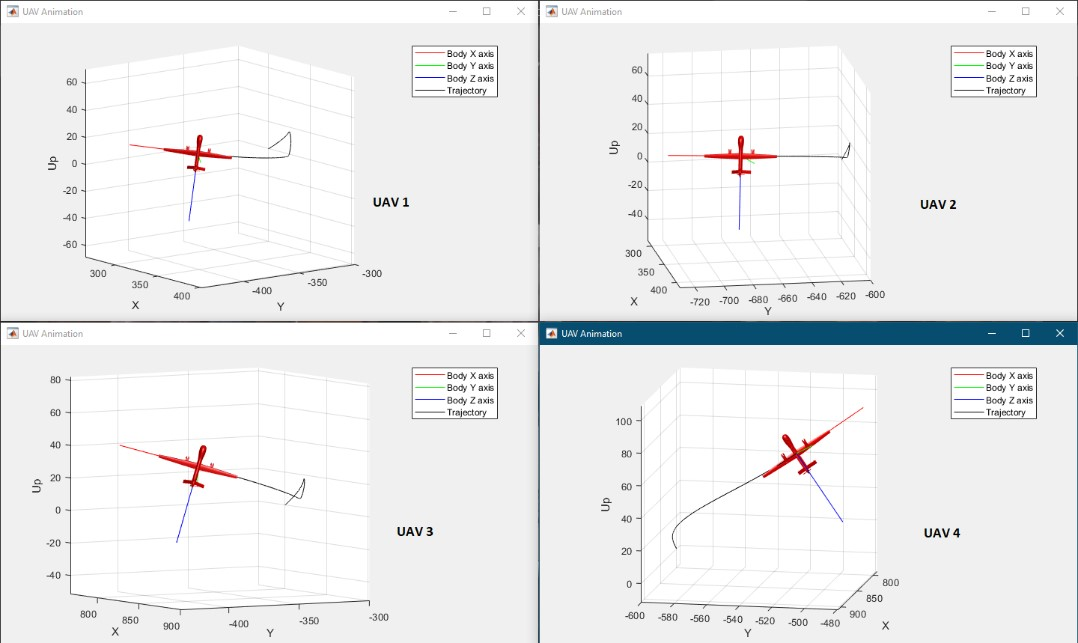 UAV Animation
Body X axis
Body Y axis
Body Z axis
Trajectory
60
40
20
0
-20
-40
-60
Up
300
350
400
X
-400
-350
-300
Y
UAV 1
UAV Animation
Body X axis
Body Y axis
Body Z axis
Trajectory
60
40
20
0
-20
-40
Up
300
350
400
X
-720
-700
-680
-660
-640
-620
-600
Y
UAV 2
UAV Animation
Body X axis
Body Y axis
Body Z axis
Trajectory
80
60
40
20
0
-20
-40
Up
800
850
900
X
-400
-300
Y
UAV 3
UAV Animation
Body X axis
Body Y axis
Body Z axis
Trajectory
100
80
60
40
20
0
Up
-600
-580
-560
-540
-520
-500
-480
Y
800
850
900
X
UAV 4